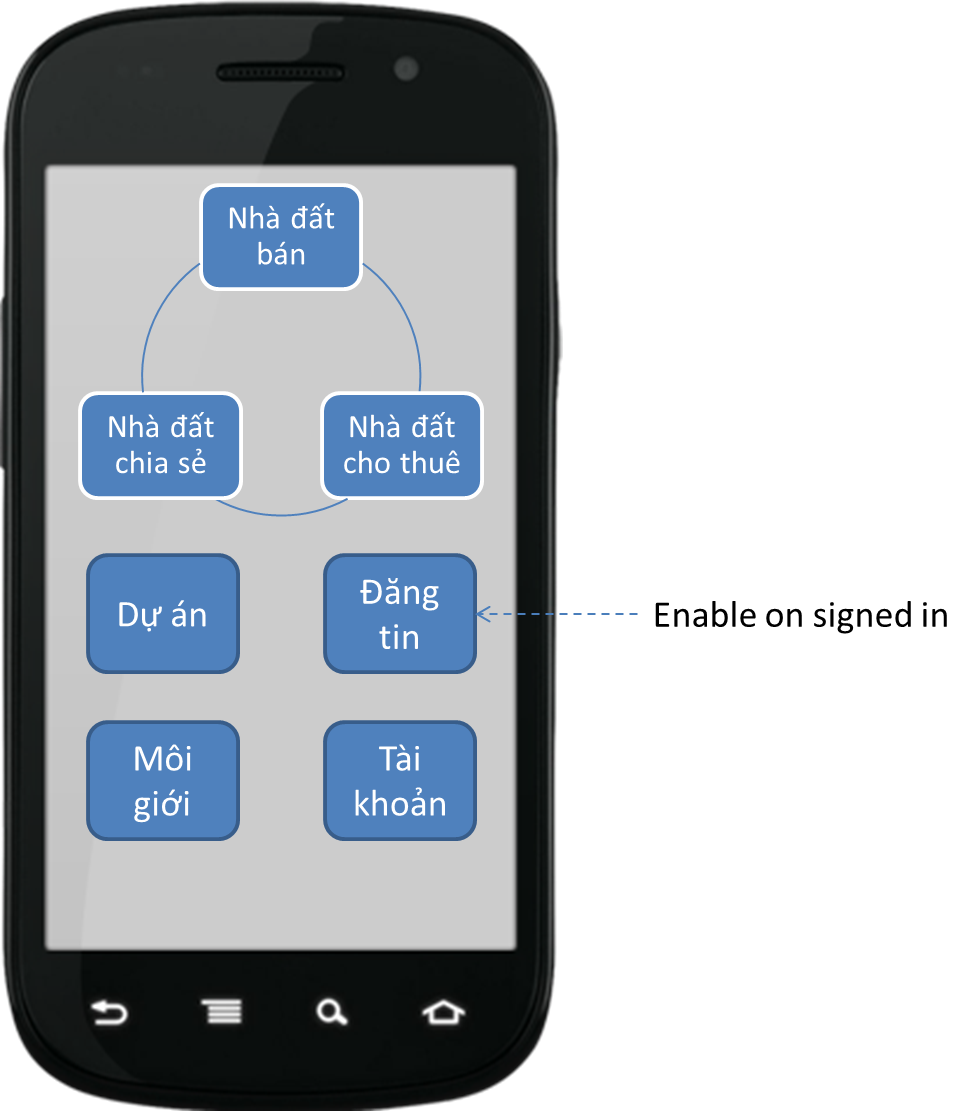 Nhà đất
bán
Nhà đất
chia sẻ
Nhà đất
cho thuê
Dự án
Đăng
tin
Enable on signed in
Môi
giới
Tài
khoản